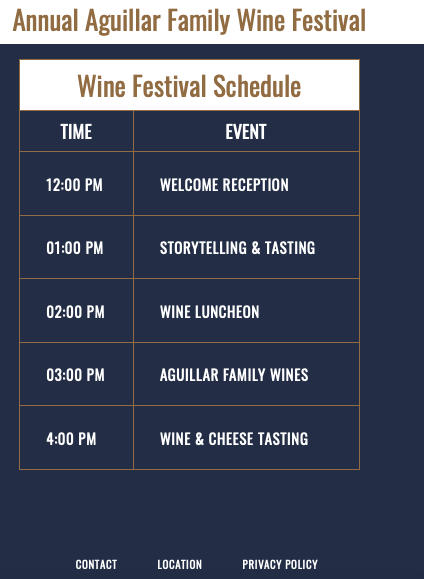 Annual Aguillar Family Wine Festival
Wine Festival Schedule
TIME EVENT
12:00 PM WELCOME RECEPTION
01:00 PM STORYTELLING & TASTING
02:00 PM WINE LUNCHEON
03:00 PM AGUILLAR FAMILY WINES
4:00 PM WINE & CHEESE TASTING
CONTACT LOCATION PRIVACY POLICY